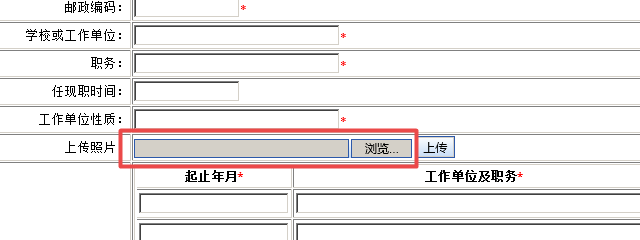 邮政编码： *
学校或工作单位： *
职务： *
任现职时间：
工作单位性质： *
上传照片 浏览... 上传
起止年月* 工作单位及职务*